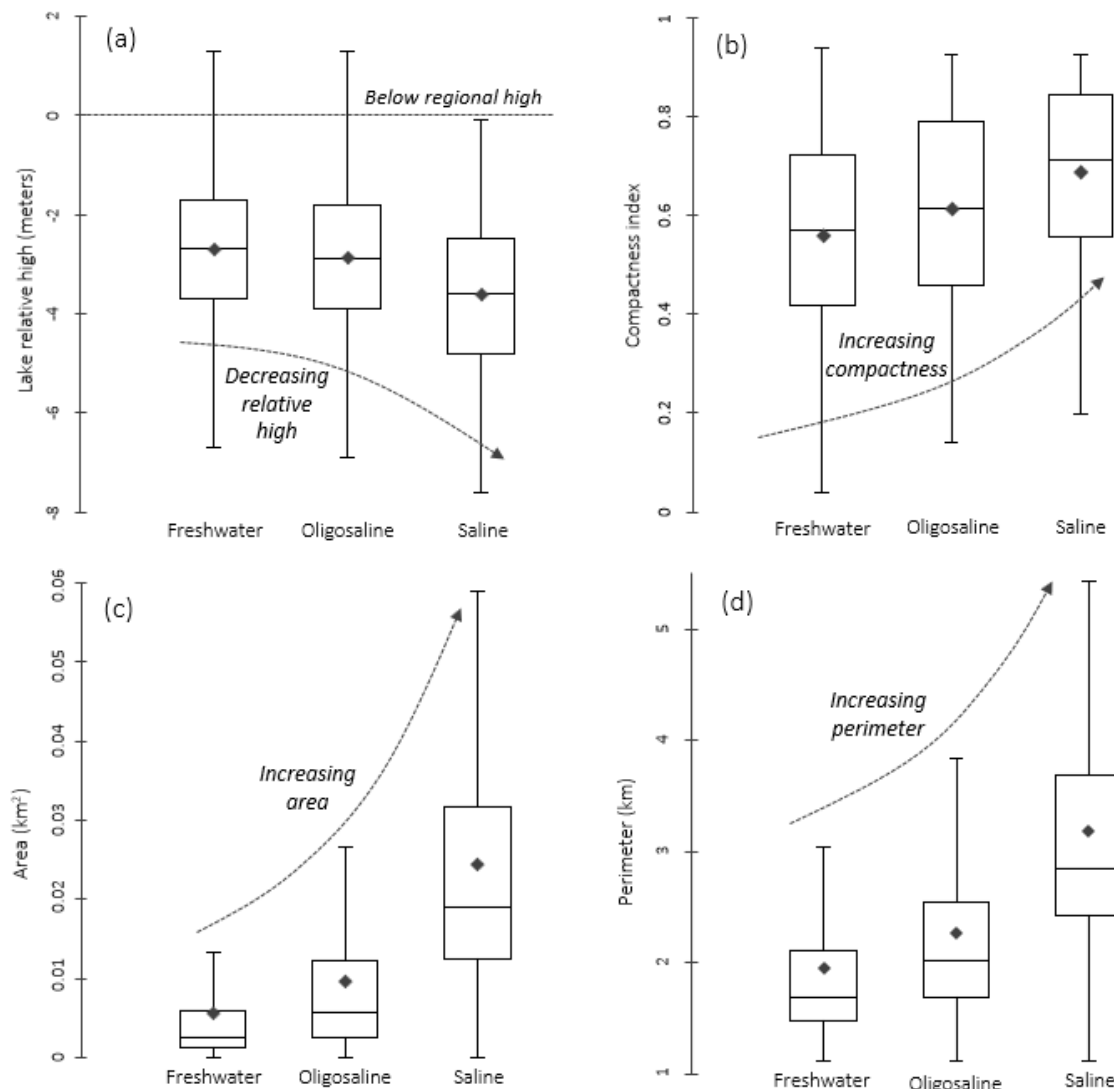 (a)
Lake relative high (meters)
2
0
-2
-4
-6
-8
Below regional high
Decreasing
relative
high
Freshwater
Oligosaline
Saline
(b)
Compactness index
1
0.8
0.6
0.4
0.2
0
Increasing
compactness
Freshwater
Oligosaline
Saline
(c)
Area (km²)
0.06
0.05
0.04
0.03
0.02
0.01
0
Increasing
area
Freshwater
Oligosaline
Saline
(d)
Perimeter (km)
5
4
3
2
1
Increasing
perimeter
Freshwater
Oligosaline
Saline